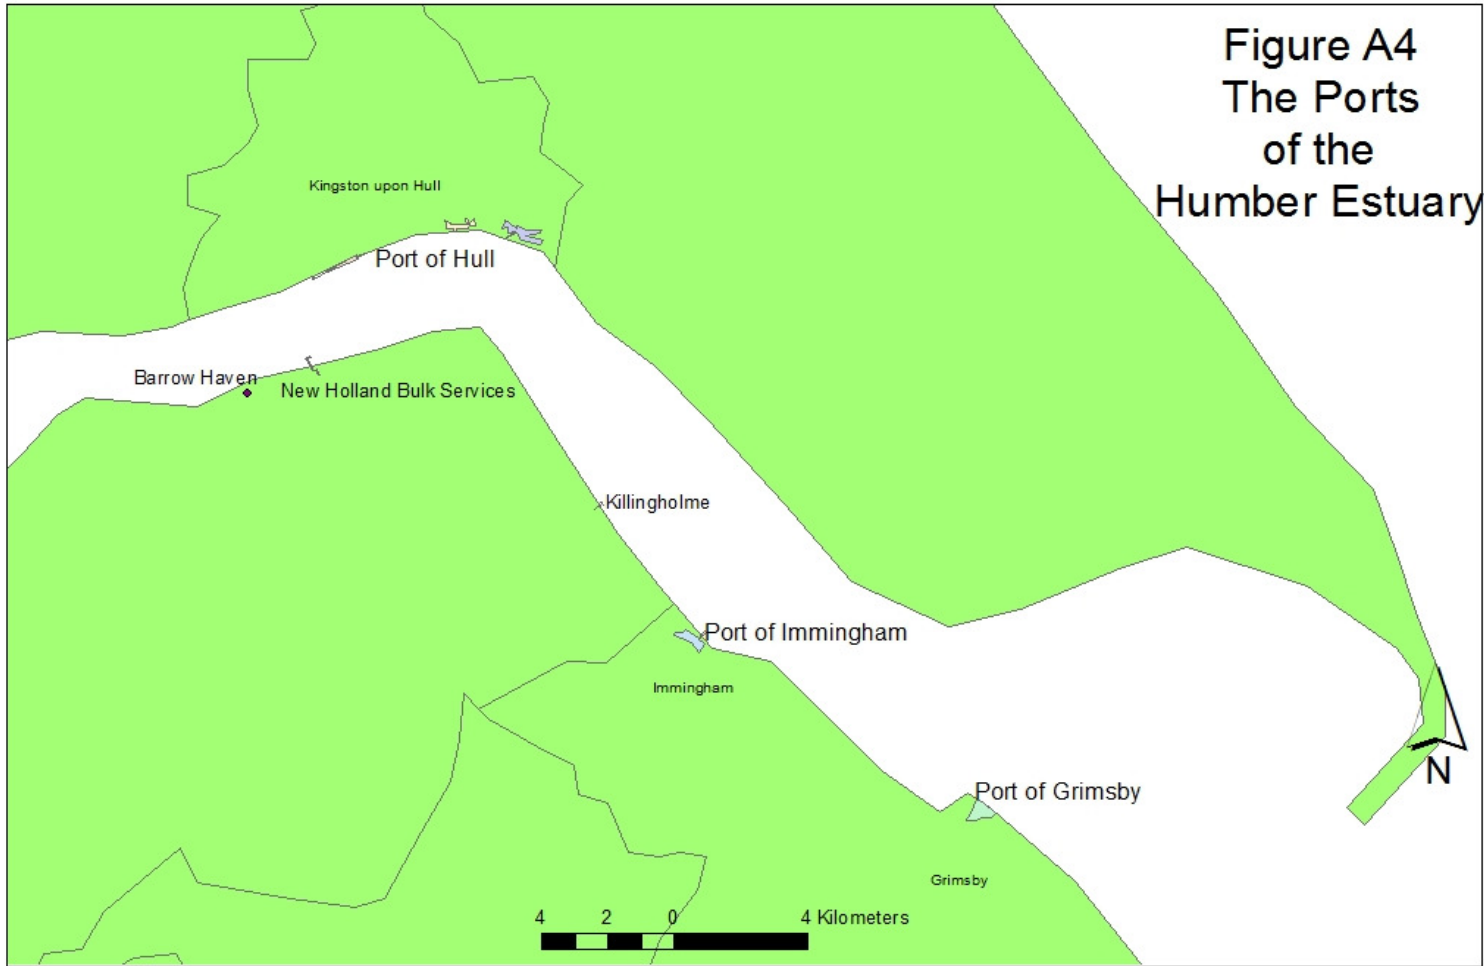 Figure A4
The Ports
of the
Humber Estuary
Kingston upon Hull
Port of Hull
Barrow Haven
New Holland Bulk Services
Killingholme
Port of Immingham
Immingham
N
Port of Grimsby
Grimsby
4 2 0 4 Kilometers